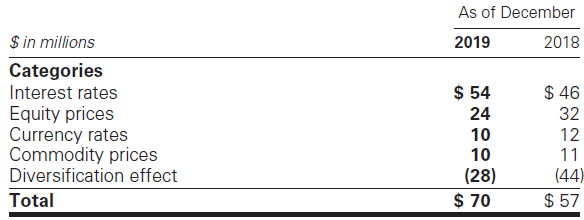 As of December
$ in millions 2019 2018
Categories
Interest rates $ 54 $ 46
Equity prices 24 32
Currency rates 10 12
Commodity prices 10 11
Diversification effect (28) (44)
Total $ 70 $ 57